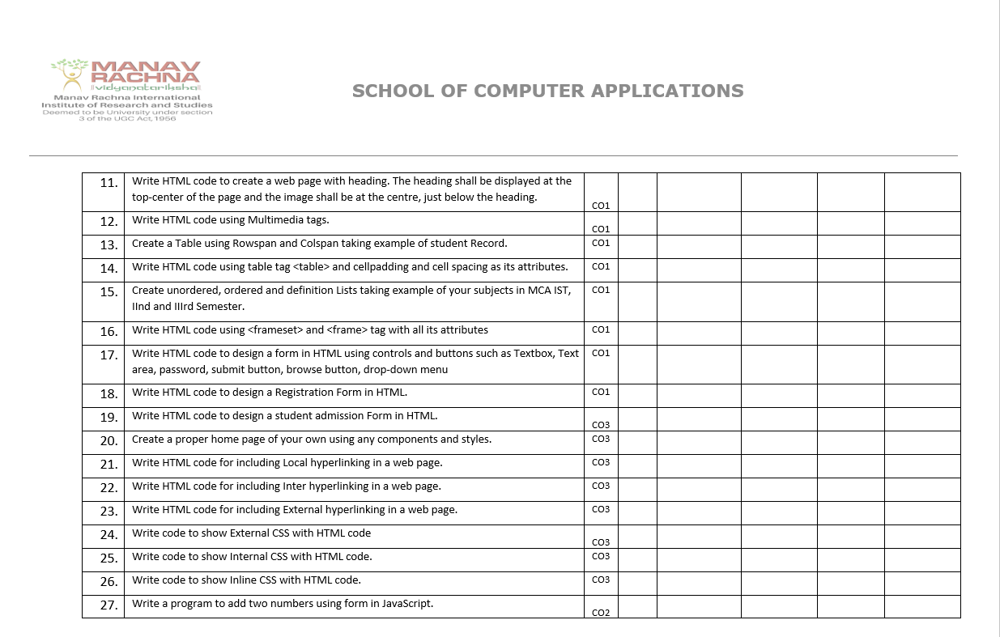 MANAV
RACHNA
vidyanatariksha
Manav Rachna International
Institute of Research and Studies
Deemed to be University under section
3 of the UGC Act, 1956
SCHOOL OF COMPUTER APPLICATIONS
11. Write HTML code to create a web page with heading. The heading shall be displayed at the
top-center of the page and the image shall be at the centre, just below the heading. CO1
12. Write HTML code using Multimedia tags. CO1
13. Create a Table using Rowspan and Colspan taking example of student Record. CO1
14. Write HTML code using table tag <table> and cellpadding and cell spacing as its attributes. CO1
15. Create unordered, ordered and definition Lists taking example of your subjects in MCA IST, CO1
IInd and IIIrd Semester.
16. Write HTML code using <frameset> and <frame> tag with all its attributes CO1
17. Write HTML code to design a form in HTML using controls and buttons such as Textbox, Text CO1
area, password, submit button, browse button, drop-down menu
18. Write HTML code to design a Registration Form in HTML. CO1
19. Write HTML code to design a student admission Form in HTML. CO3
20. Create a proper home page of your own using any components and styles. CO3
21. Write HTML code for including Local hyperlinking in a web page. CO3
22. Write HTML code for including Inter hyperlinking in a web page. CO3
23. Write HTML code for including External hyperlinking in a web page. CO3
24. Write code to show External CSS with HTML code CO3
25. Write code to show Internal CSS with HTML code. CO3
26. Write code to show Inline CSS with HTML code. CO3
27. Write a program to add two numbers using form in JavaScript. CO2